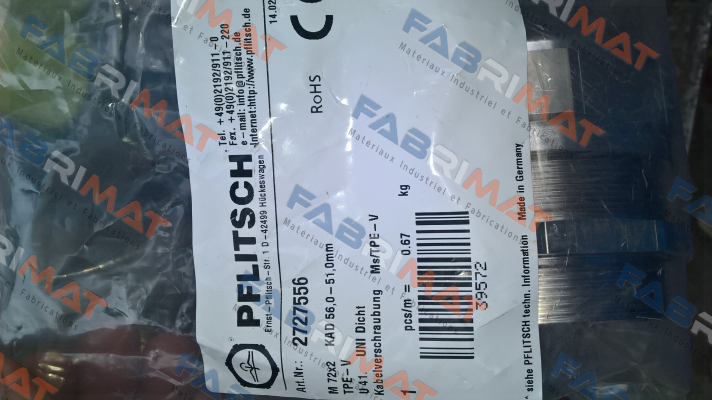 PFLITSCH
Ernst-Pflitsch-Str. 1 D-42499 Hückeswagen
Tel. +49(0)2192/911-0
Fax. +49(0)2192/911-220
e-mail: info@pflitsch.de
Internet:http://www.pflitsch.de
14.02
CE
RoHS
Art.Nr.: 2727556
M 72x2 KAD 56,0-51,0mm
TPE-V
U 41. UNI Dicht
Kabelverschraubung Ms/TPE-V
1 pcs/m = 0.67 kg
39572
* siehe PFLITSCH techn. Information Made in Germany
FABRIMAT
Materiaux Industriel et Fabrication